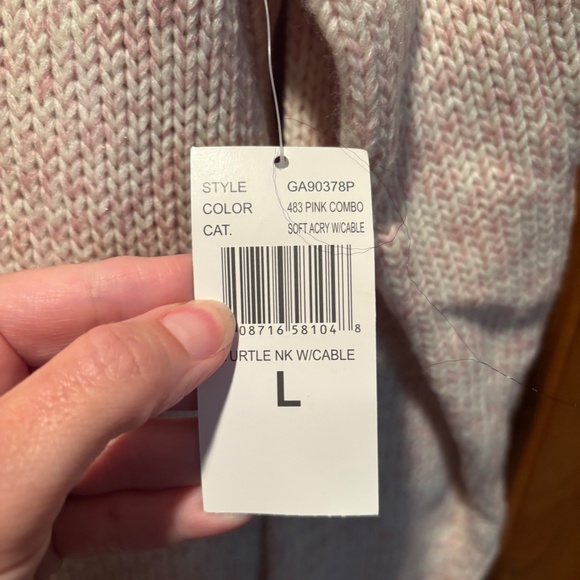 STYLE GA90378P
COLOR 483 PINK COMBO
CAT. SOFT ACRY W/CABLE
08716 58104 8
URTLE NK W/CABLE
L